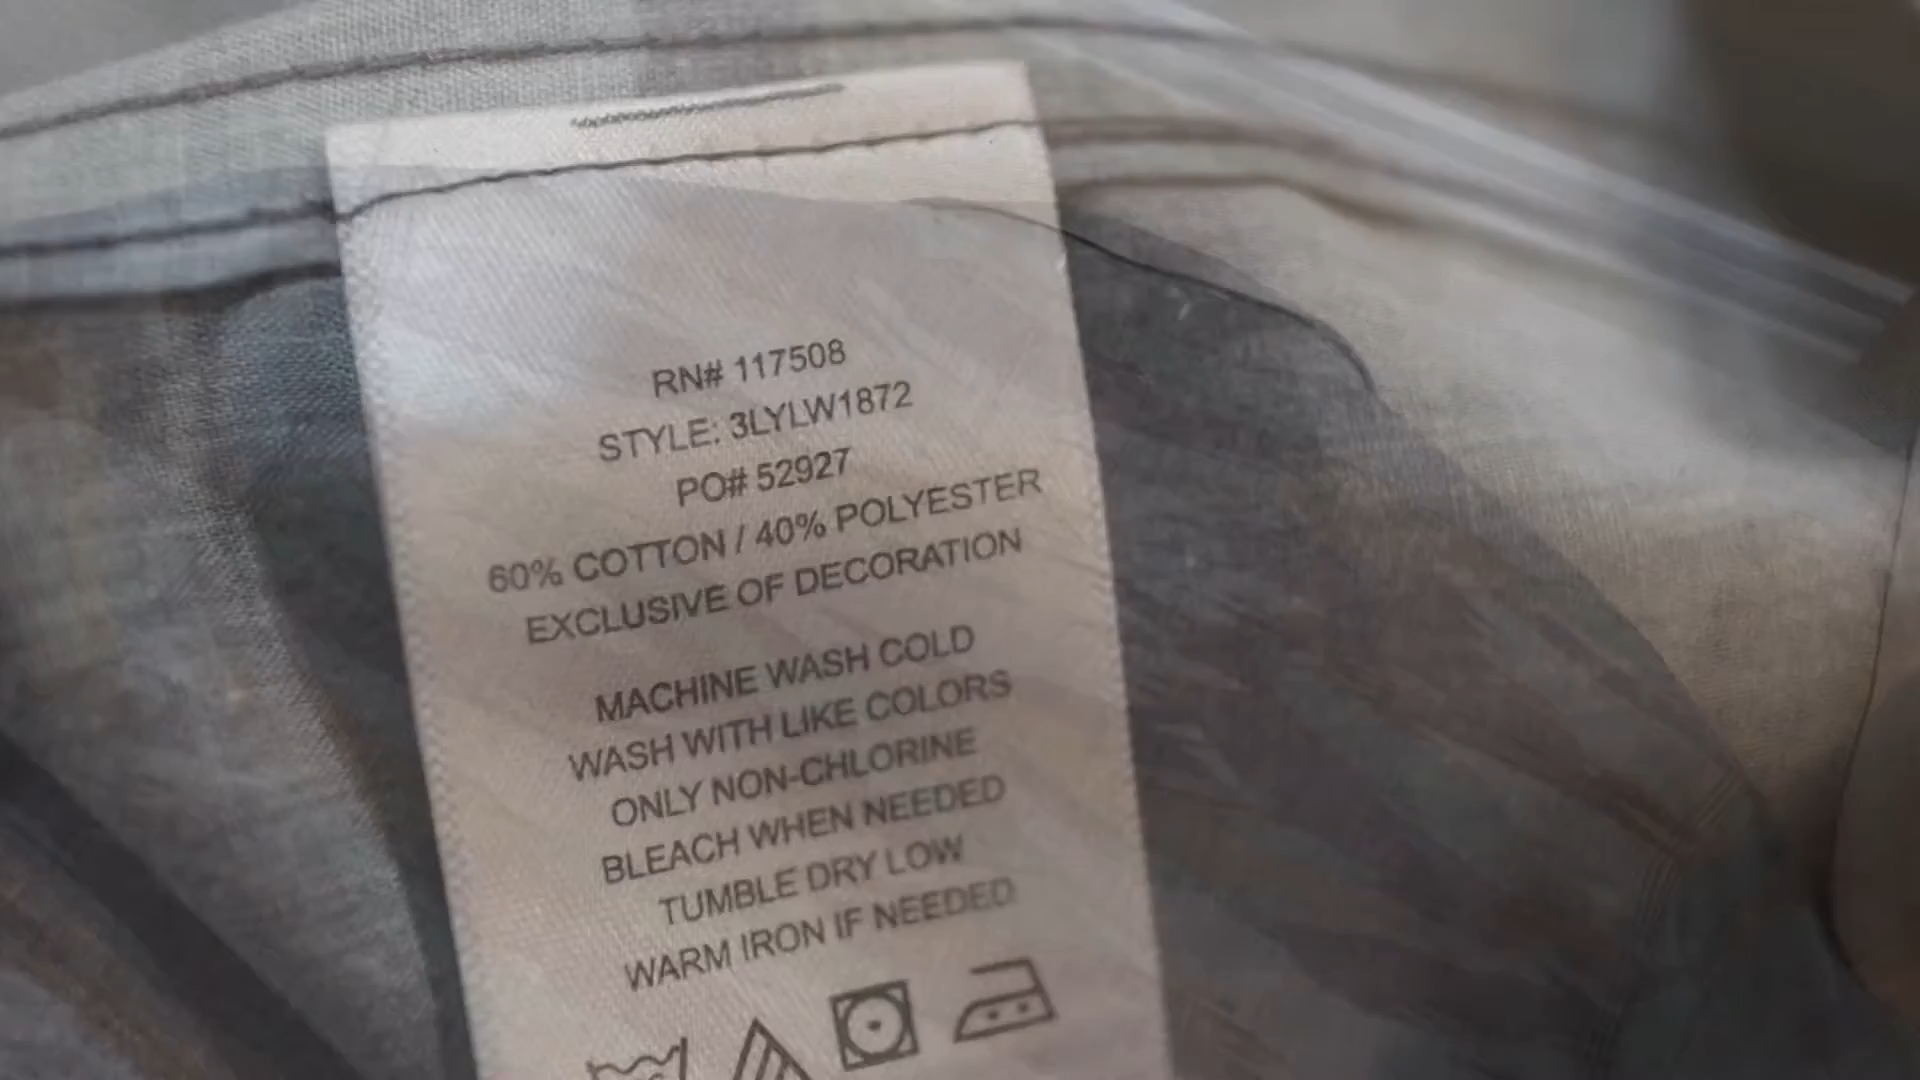 RN# 117508
STYLE: 3LYLW1872
PO# 52927
60% COTTON / 40% POLYESTER
EXCLUSIVE OF DECORATION
MACHINE WASH COLD
WASH WITH LIKE COLORS
ONLY NON-CHLORINE
BLEACH WHEN NEEDED
TUMBLE DRY LOW
WARM IRON IF NEEDED